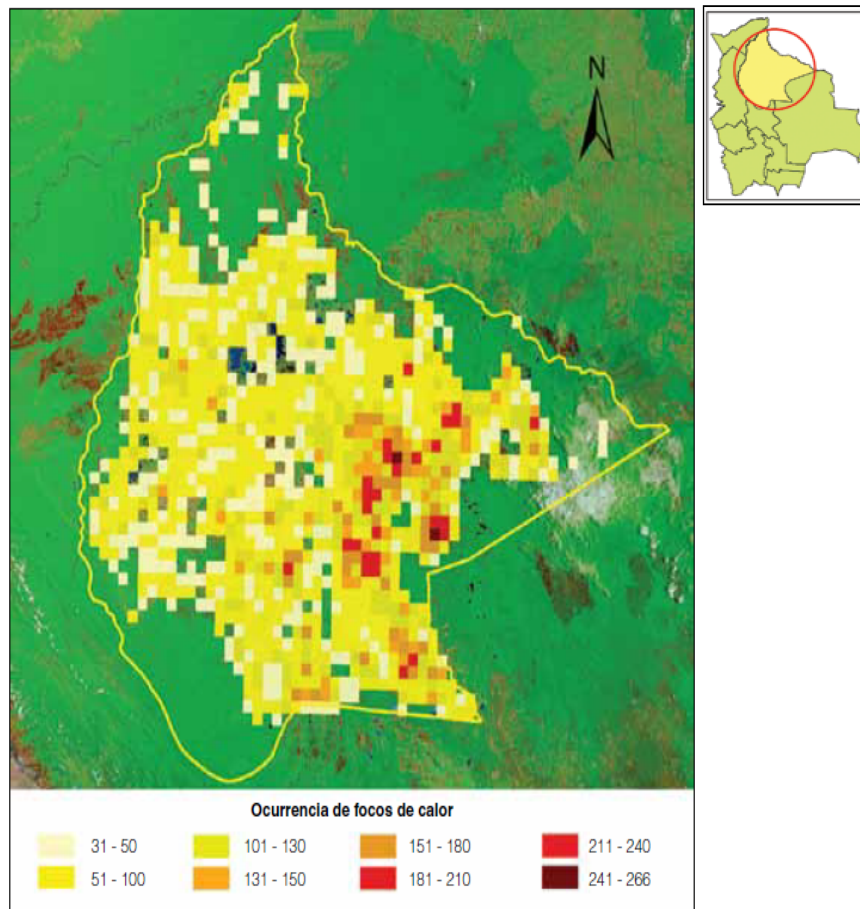 N
Ocurrencia de focos de calor
31 - 50
101 - 130
151 - 180
211 - 240
51 - 100
131 - 150
181 - 210
241 - 266